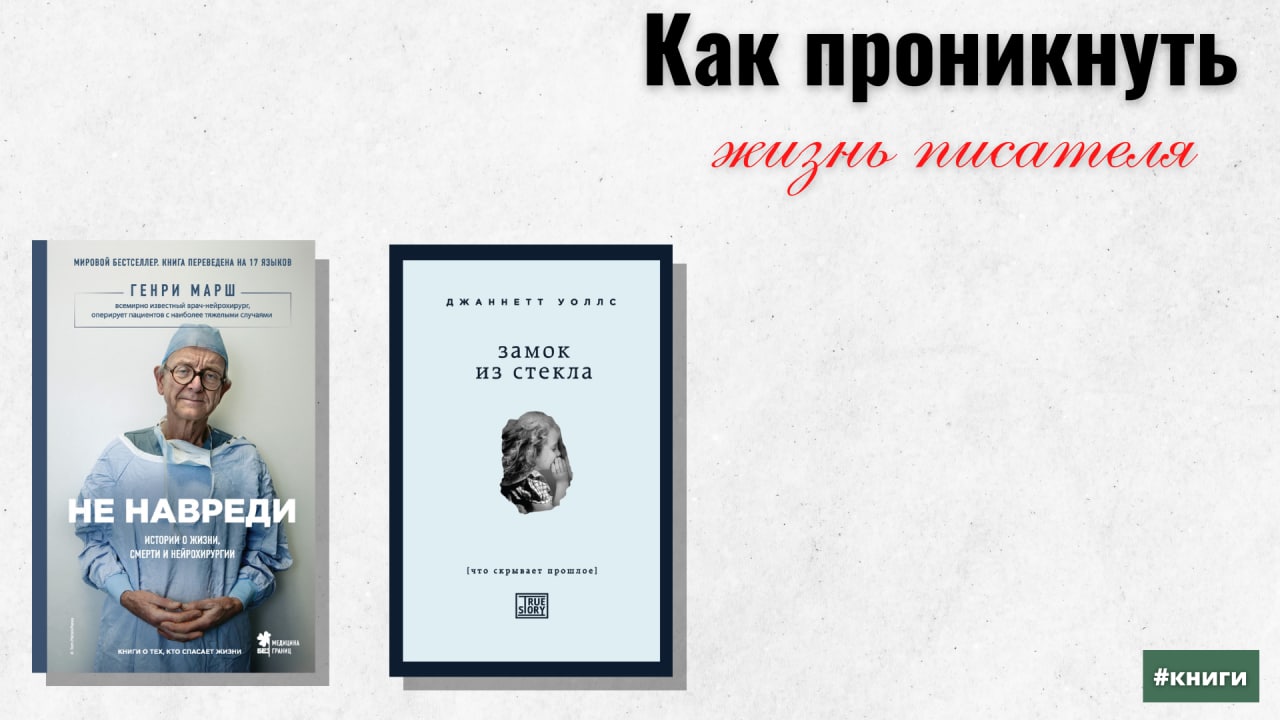 Как проникнуть
жизнь писателя
МИРОВОЙ БЕСТСЕЛЛЕР. КНИГА ПЕРЕВЕДЕНА НА 17 ЯЗЫКОВ
ГЕНРИ МАРШ
всемирно известный врач-нейрохирург,
оперирует пациентов с наиболее тяжелыми случаями
НЕ НАВРЕДИ
ИСТОРИИ О ЖИЗНИ,
СМЕРТИ И НЕЙРОХИРУРГИИ
КНИГИ О ТЕХ, КТО СПАСАЕТ ЖИЗНИ
МЕДИЦИНА
БЕЗ ГРАНИЦ
ДЖАННЕТТ УОЛЛС
замок
из стекла
[что скрывает прошлое]
TRUE
STORY
#книги